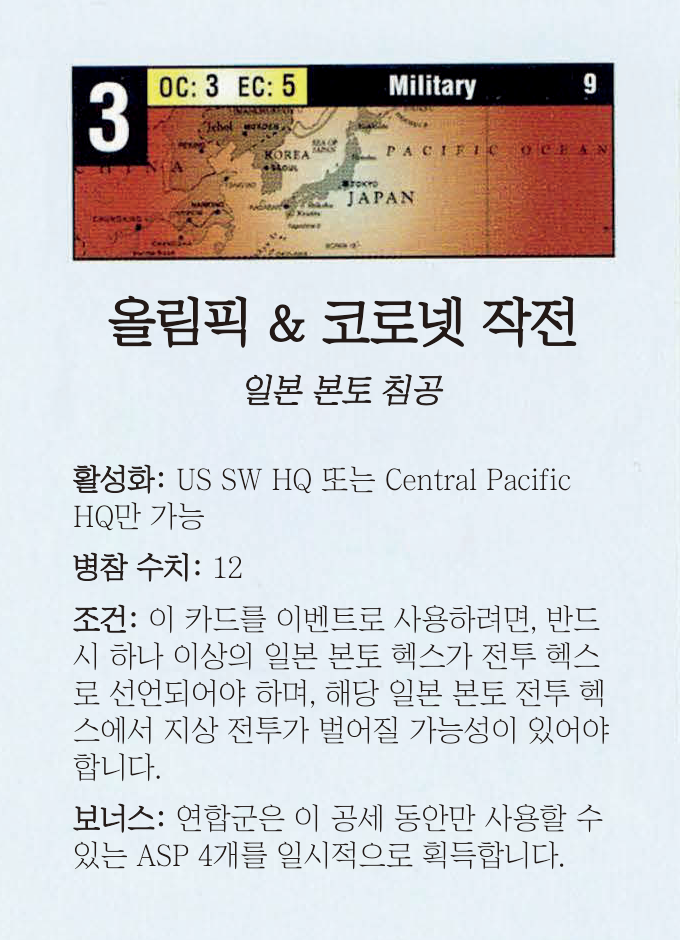 3 OC: 3 EC: 5 Military 9
Jehol MUKDEN
PEKING KOREA SEA OF JAPAN PACIFIC OCEAN
CHINA SEOUL
TSINGTAO TOKYO
NANKING NAGASAKI JAPAN
CHUNGKING
CHANGSHA BONIN IS
올림픽 & 코로넷 작전
일본 본토 침공
활성화: US SW HQ 또는 Central Pacific
HQ만 가능
병참 수치: 12
조건: 이 카드를 이벤트로 사용하려면, 반드
시 하나 이상의 일본 본토 헥스가 전투 헥스
로 선언되어야 하며, 해당 일본 본토 전투 헥
스에서 지상 전투가 벌어질 가능성이 있어야
합니다.
보너스: 연합군은 이 공세 동안만 사용할 수
있는 ASP 4개를 일시적으로 획득합니다.